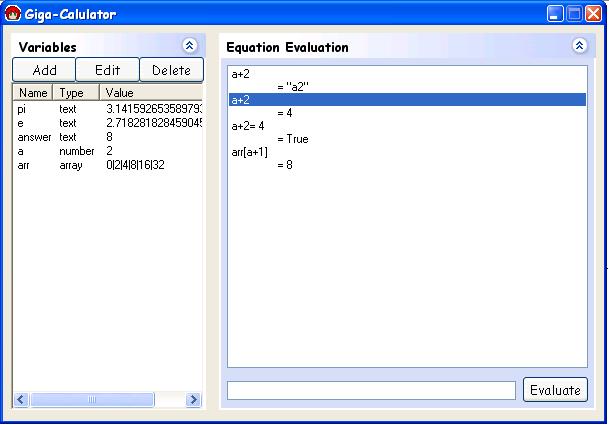 Giga-Calulator
Variables
Add Edit Delete
Name Type Value
pi text 3.14159265358979
e text 2.71828182845904
answer text 8
a number 2
arr array 0|2|4|8|16|32
Equation Evaluation
a+2
= "a2"
a+2
= 4
a+2= 4
= True
arr[a+1]
= 8
Evaluate